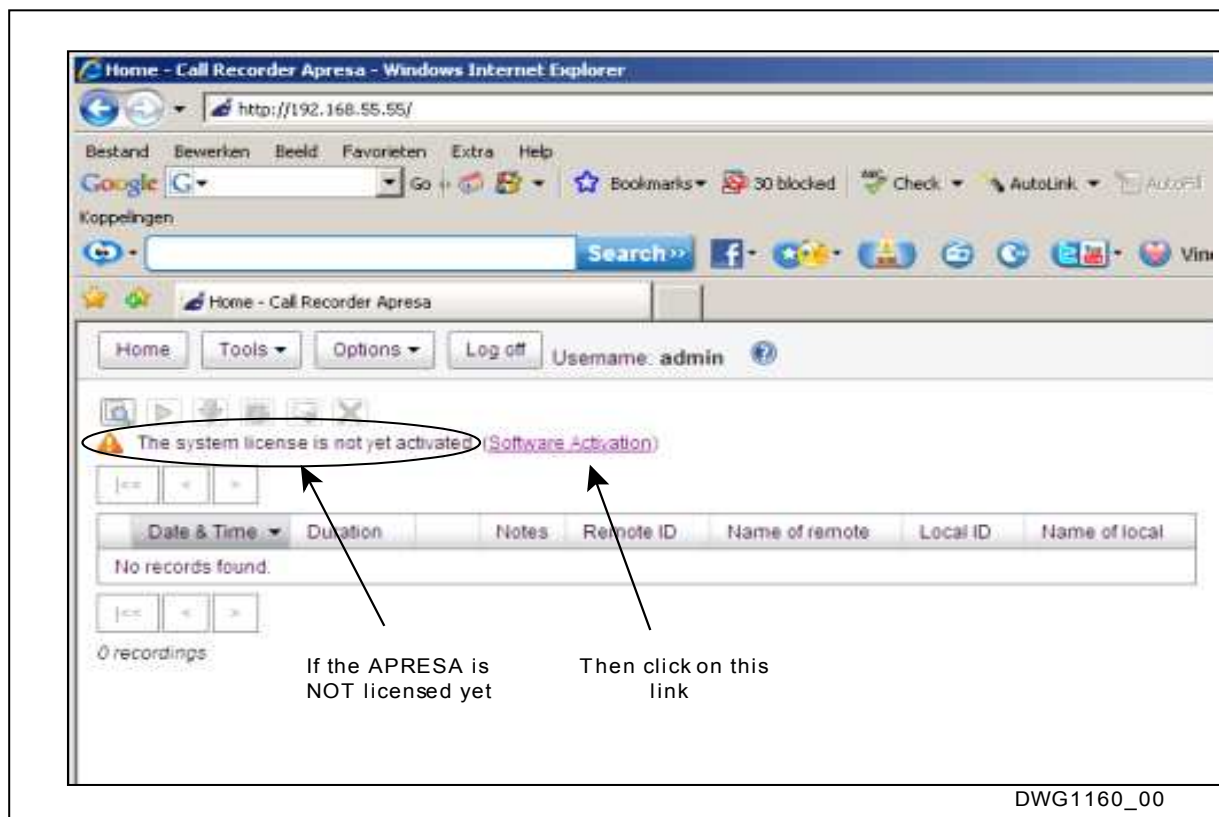 Home - Call Recorder Apresa - Windows Internet Explorer
http://192.168.55.55/
Bestand Bewerken Beeld Favorieten Extra Help
Google G Go Bookmarks 30 blocked Check AutoLink AutoFill
Koppelingen
Search
Home - Call Recorder Apresa
Home Tools Options Log off Username: admin
The system license is not yet activated (Software Activation)
|<< < >
Date & Time Duration Notes Remote ID Name of remote Local ID Name of local
No records found.
|<< < >
0 recordings
If the APRESA is
NOT licensed yet
Then click on this
link
DWG1160_00